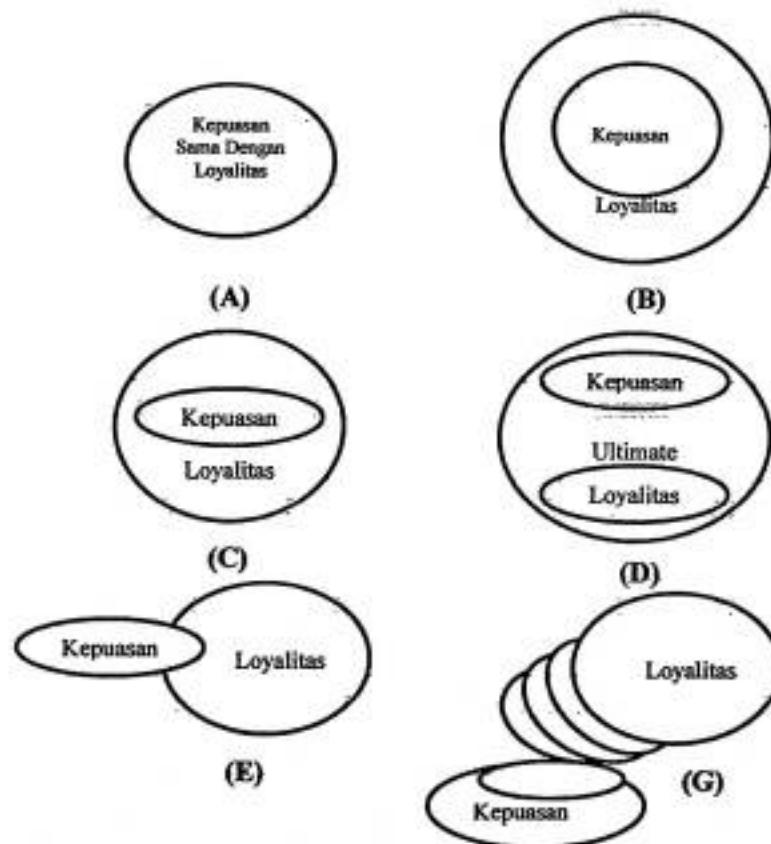 Kepuasan
Sama Dengan
Loyalitas
(A)
Kepuasan
Loyalitas
(B)
Kepuasan
Loyalitas
(C)
Kepuasan
Ultimate
Loyalitas
(D)
Kepuasan
Loyalitas
(E)
Loyalitas
Kepuasan
(G)